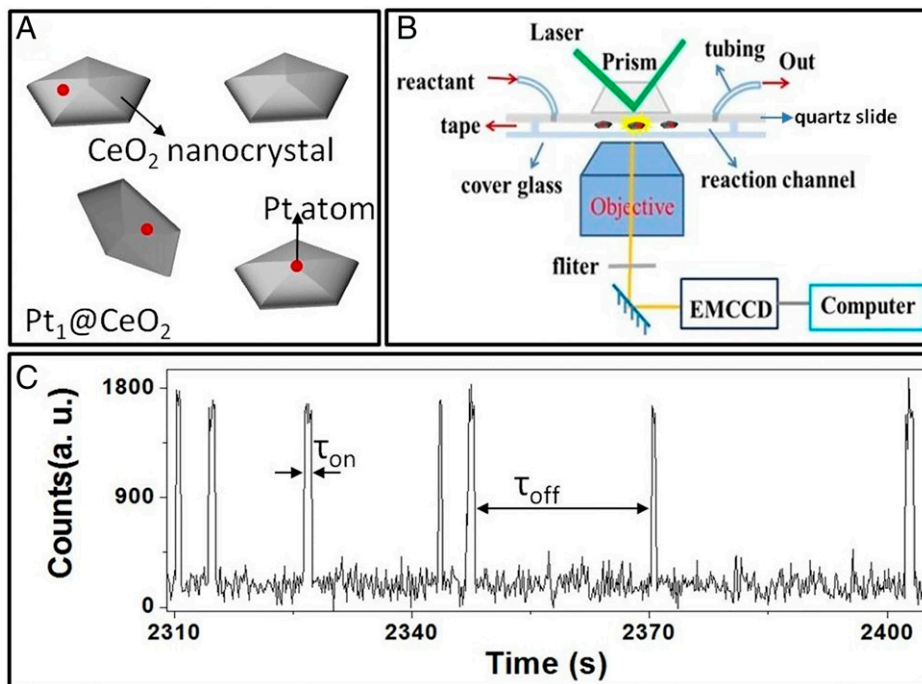 A
CeO₂ nanocrystal
Pt atom
Pt₁@CeO₂
B
Laser
Prism
tubing
Out
reactant
tape
quartz slide
cover glass
reaction channel
Objective
fliter
EMCCD
Computer
C
Counts(a. u.)
1800
900
0
τon
τoff
2310
2340
2370
2400
Time (s)